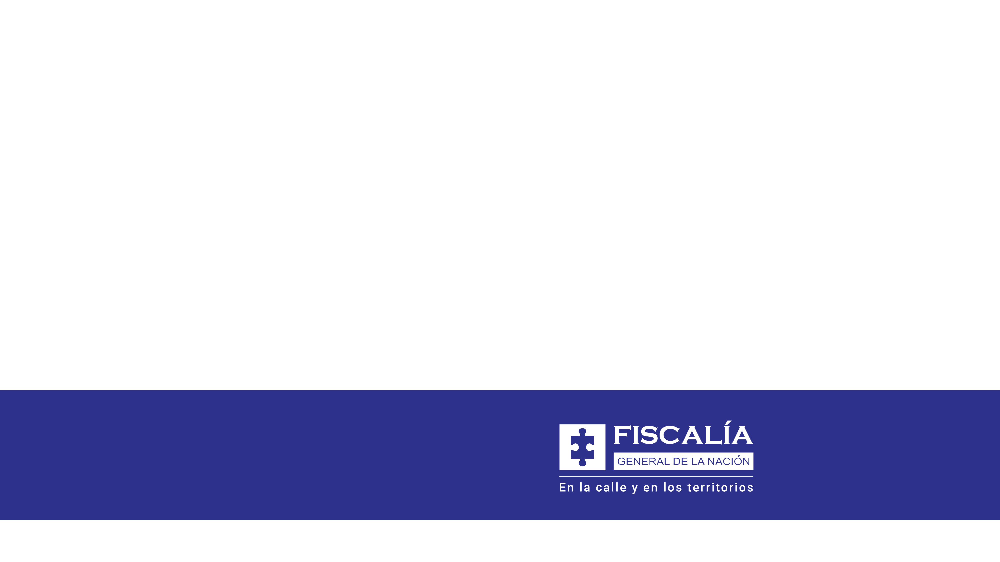 FISCALÍA
GENERAL DE LA NACIÓN
En la calle y en los territorios